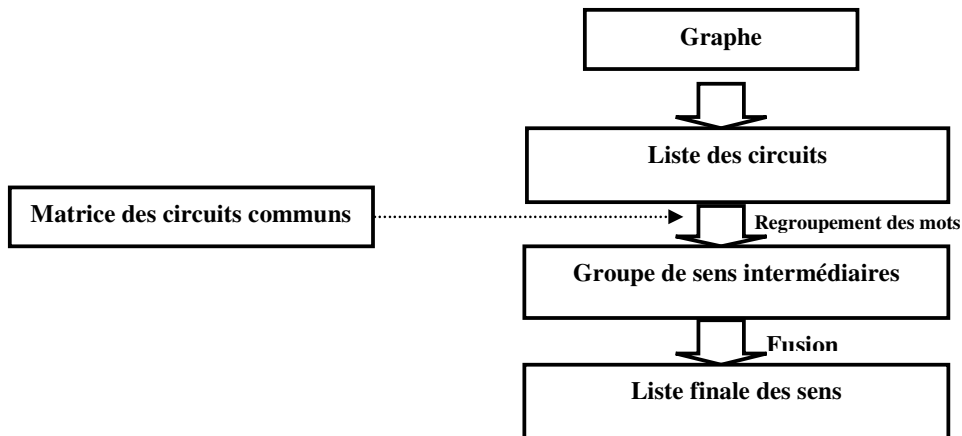 Graphe
Liste des circuits
Matrice des circuits communs
Regroupement des mots
Groupe de sens intermédiaires
Fusion
Liste finale des sens